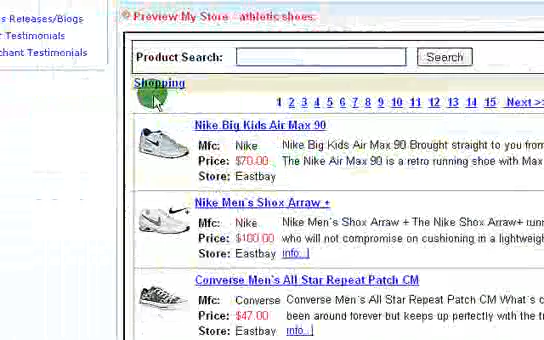 s Releases/Blogs
r Testimonials
chant Testimonials
Preview My Store - athletic shoes:
Product Search:
Search
Shopping
1 2 3 4 5 6 7 8 9 10 11 12 13 14 15 Next >
Nike Big Kids Air Max 90
Mfc: Nike Nike Big Kids Air Max 90 Brought straight to you from
Price: $70.00 The Nike Air Max 90 is a retro running shoe with Max
Store: Eastbay
Nike Men's Shox Arraw +
Mfc: Nike Nike Men's Shox Arraw + The Nike Shox Arraw+ runn
Price: $100.00 who will not compromise on cushioning in a lightweigh
Store: Eastbay info...]
Converse Men's All Star Repeat Patch CM
Mfc: Converse Converse Men's All Star Repeat Patch CM What's c
Price: $47.00 been around forever but keeps up perfectly with the tr
Store: Eastbay info...]